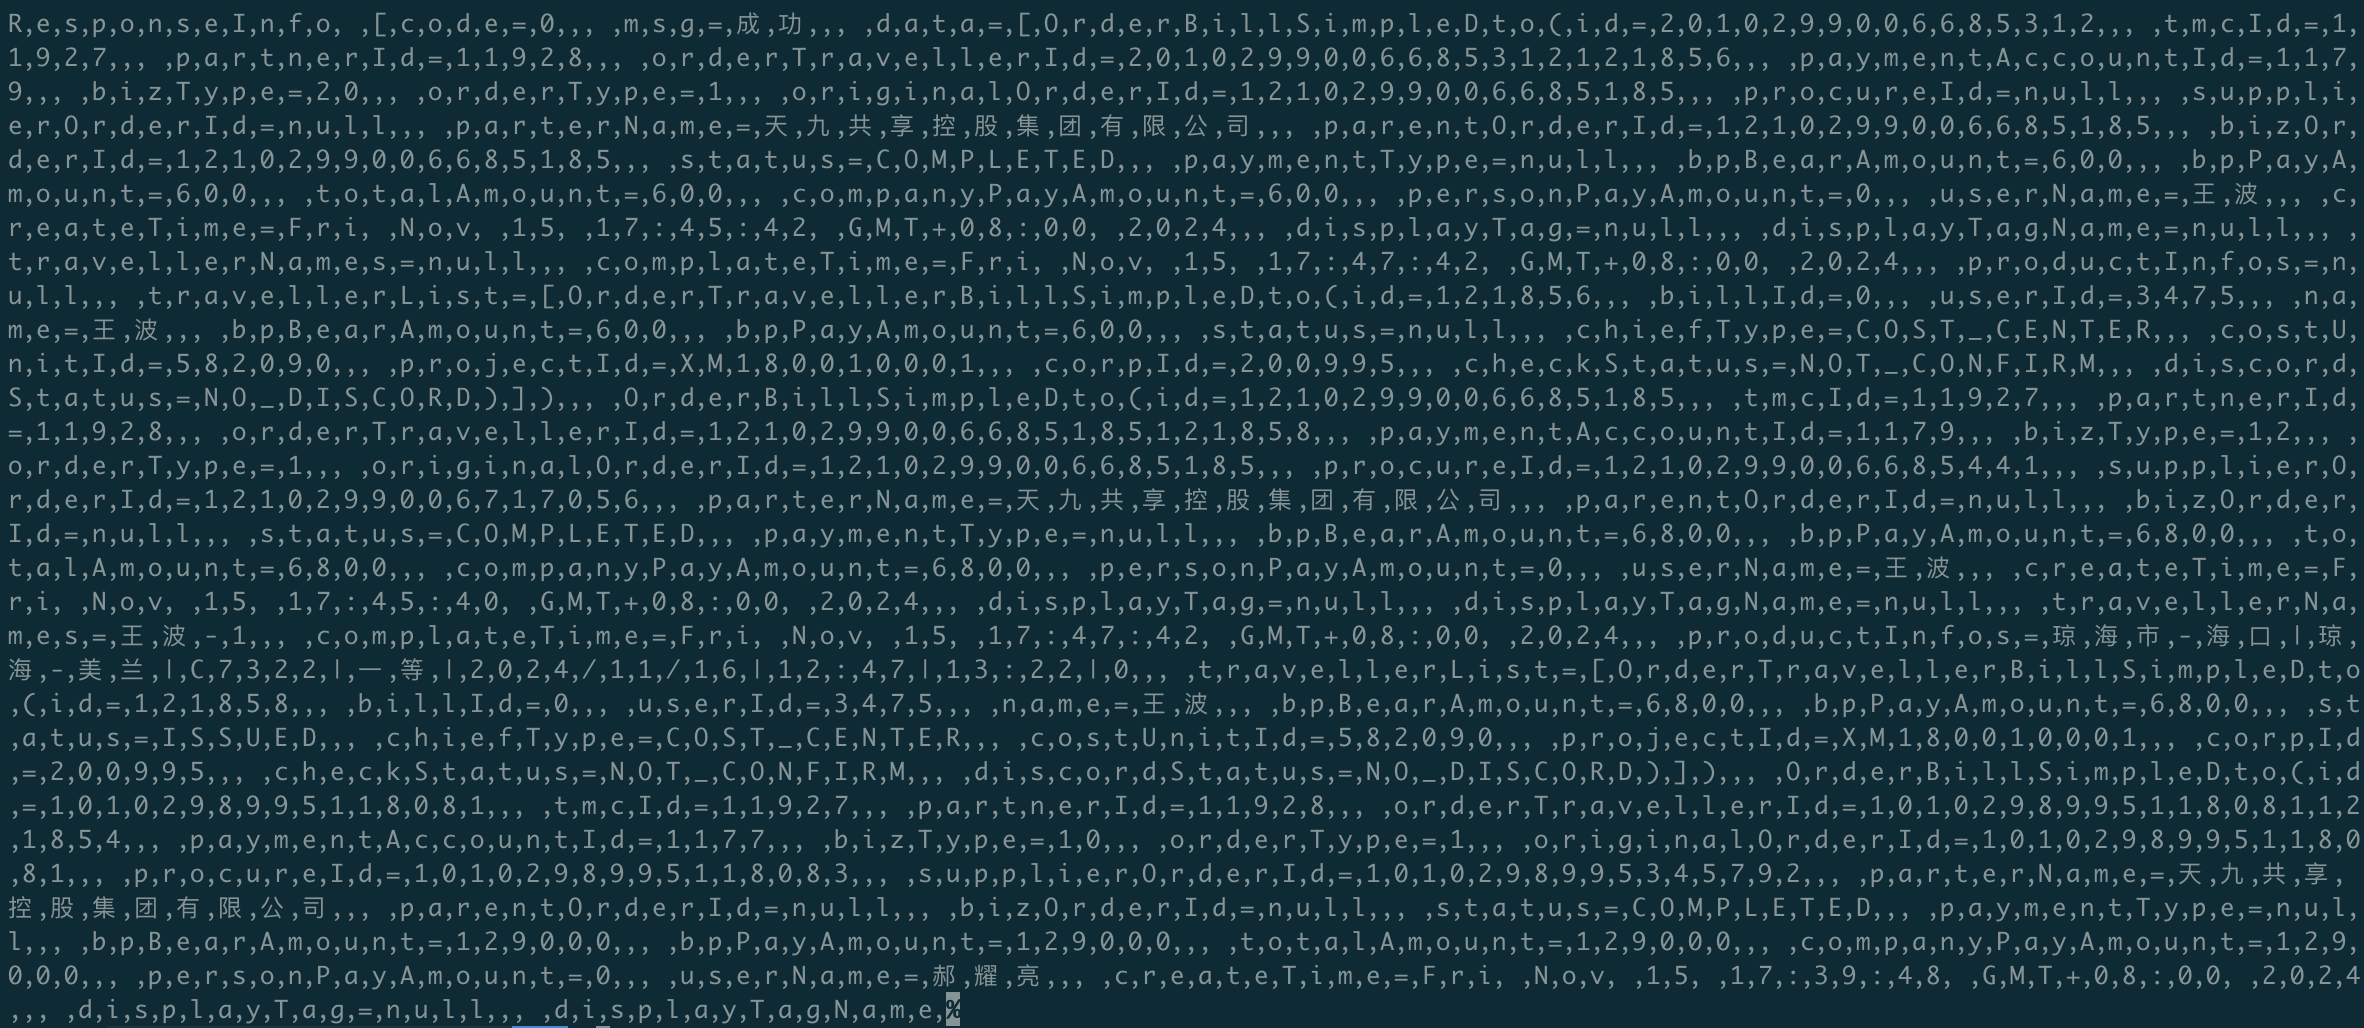 R,e,s,p,o,n,s,e,I,n,f,o, ,[,c,o,d,e,=,0,,, ,m,s,g,=,成,功,,, ,d,a,t,a,=,[,O,r,d,e,r,B,i,l,l,S,i,m,p,l,e,D,t,o,(,i,d,=,2,0,1,0,2,9,9,0,0,6,6,8,5,3,1,2,,, ,t,m,c,I,d,=,1,
1,9,2,7,,, ,p,a,r,t,n,e,r,I,d,=,1,1,9,2,8,,, ,o,r,d,e,r,T,r,a,v,e,l,l,e,r,I,d,=,2,0,1,0,2,9,9,0,0,6,6,8,5,3,1,2,1,2,1,8,5,6,,, ,p,a,y,m,e,n,t,A,c,c,o,u,n,t,I,d,=,1,1,7,
9,,, ,b,i,z,T,y,p,e,=,2,0,,, ,o,r,d,e,r,T,y,p,e,=,1,,, ,o,r,i,g,i,n,a,l,O,r,d,e,r,I,d,=,1,2,1,0,2,9,9,0,0,6,6,8,5,1,8,5,,, ,p,r,o,c,u,r,e,I,d,=,n,u,l,l,,, ,s,u,p,p,l,i,
e,r,O,r,d,e,r,I,d,=,n,u,l,l,,, ,p,a,r,t,e,r,N,a,m,e,=,天,九,共,享,控,股,集,团,有,限,公,司,,, ,p,a,r,e,n,t,O,r,d,e,r,I,d,=,1,2,1,0,2,9,9,0,0,6,6,8,5,1,8,5,,, ,b,i,z,O,r,
d,e,r,I,d,=,1,2,1,0,2,9,9,0,0,6,6,8,5,1,8,5,,, ,s,t,a,t,u,s,=,C,O,M,P,L,E,T,E,D,,, ,p,a,y,m,e,n,t,T,y,p,e,=,n,u,l,l,,, ,b,p,B,e,a,r,A,m,o,u,n,t,=,6,0,0,,, ,b,p,P,a,y,A,
m,o,u,n,t,=,6,0,0,,, ,t,o,t,a,l,A,m,o,u,n,t,=,6,0,0,,, ,c,o,m,p,a,n,y,P,a,y,A,m,o,u,n,t,=,6,0,0,,, ,p,e,r,s,o,n,P,a,y,A,m,o,u,n,t,=,0,,, ,u,s,e,r,N,a,m,e,=,王,波,,, ,c,
r,e,a,t,e,T,i,m,e,=,F,r,i, ,N,o,v, ,1,5, ,1,7,:,4,5,:,4,2, ,G,M,T,+,0,8,:,0,0, ,2,0,2,4,,, ,d,i,s,p,l,a,y,T,a,g,=,n,u,l,l,,, ,d,i,s,p,l,a,y,T,a,g,N,a,m,e,=,n,u,l,l,,, ,
t,r,a,v,e,l,l,e,r,N,a,m,e,s,=,n,u,l,l,,, ,c,o,m,p,l,a,t,e,T,i,m,e,=,F,r,i, ,N,o,v, ,1,5, ,1,7,:,4,7,:,4,2, ,G,M,T,+,0,8,:,0,0, ,2,0,2,4,,, ,p,r,o,d,u,c,t,I,n,f,o,s,=,n,
u,l,l,,, ,t,r,a,v,e,l,l,e,r,L,i,s,t,=,[,O,r,d,e,r,T,r,a,v,e,l,l,e,r,B,i,l,l,S,i,m,p,l,e,D,t,o,(,i,d,=,1,2,1,8,5,6,,, ,b,i,l,l,I,d,=,0,,, ,u,s,e,r,I,d,=,3,4,7,5,,, ,n,a,
m,e,=,王,波,,, ,b,p,B,e,a,r,A,m,o,u,n,t,=,6,0,0,,, ,b,p,P,a,y,A,m,o,u,n,t,=,6,0,0,,, ,s,t,a,t,u,s,=,n,u,l,l,,, ,c,h,i,e,f,T,y,p,e,=,C,O,S,T,_,C,E,N,T,E,R,,, ,c,o,s,t,U,
n,i,t,I,d,=,5,8,2,0,9,0,,, ,p,r,o,j,e,c,t,I,d,=,X,M,1,8,0,0,1,0,0,0,1,,, ,c,o,r,p,I,d,=,2,0,0,9,9,5,,, ,c,h,e,c,k,S,t,a,t,u,s,=,N,O,T,_,C,O,N,F,I,R,M,,, ,d,i,s,c,o,r,d,
S,t,a,t,u,s,=,N,O,_,D,I,S,C,O,R,D,),],),,, ,O,r,d,e,r,B,i,l,l,S,i,m,p,l,e,D,t,o,(,i,d,=,1,2,1,0,2,9,9,0,0,6,6,8,5,1,8,5,,, ,t,m,c,I,d,=,1,1,9,2,7,,, ,p,a,r,t,n,e,r,I,d,
=,1,1,9,2,8,,, ,o,r,d,e,r,T,r,a,v,e,l,l,e,r,I,d,=,1,2,1,0,2,9,9,0,0,6,6,8,5,1,8,5,1,2,1,8,5,8,,, ,p,a,y,m,e,n,t,A,c,c,o,u,n,t,I,d,=,1,1,7,9,,, ,b,i,z,T,y,p,e,=,1,2,,, ,
o,r,d,e,r,T,y,p,e,=,1,,, ,o,r,i,g,i,n,a,l,O,r,d,e,r,I,d,=,1,2,1,0,2,9,9,0,0,6,6,8,5,1,8,5,,, ,p,r,o,c,u,r,e,I,d,=,1,2,1,0,2,9,9,0,0,6,6,8,5,4,4,1,,, ,s,u,p,p,l,i,e,r,O,
r,d,e,r,I,d,=,1,2,1,0,2,9,9,0,0,6,7,1,7,0,5,6,,, ,p,a,r,t,e,r,N,a,m,e,=,天,九,共,享,控,股,集,团,有,限,公,司,,, ,p,a,r,e,n,t,O,r,d,e,r,I,d,=,n,u,l,l,,, ,b,i,z,O,r,d,e,r,
I,d,=,n,u,l,l,,, ,s,t,a,t,u,s,=,C,O,M,P,L,E,T,E,D,,, ,p,a,y,m,e,n,t,T,y,p,e,=,n,u,l,l,,, ,b,p,B,e,a,r,A,m,o,u,n,t,=,6,8,0,0,,, ,b,p,P,a,y,A,m,o,u,n,t,=,6,8,0,0,,, ,t,o,
t,a,l,A,m,o,u,n,t,=,6,8,0,0,,, ,c,o,m,p,a,n,y,P,a,y,A,m,o,u,n,t,=,6,8,0,0,,, ,p,e,r,s,o,n,P,a,y,A,m,o,u,n,t,=,0,,, ,u,s,e,r,N,a,m,e,=,王,波,,, ,c,r,e,a,t,e,T,i,m,e,=,F,
r,i, ,N,o,v, ,1,5, ,1,7,:,4,5,:,4,0, ,G,M,T,+,0,8,:,0,0, ,2,0,2,4,,, ,d,i,s,p,l,a,y,T,a,g,=,n,u,l,l,,, ,d,i,s,p,l,a,y,T,a,g,N,a,m,e,=,n,u,l,l,,, ,t,r,a,v,e,l,l,e,r,N,a,
m,e,s,=,王,波,-,1,,, ,c,o,m,p,l,a,t,e,T,i,m,e,=,F,r,i, ,N,o,v, ,1,5, ,1,7,:,4,7,:,4,2, ,G,M,T,+,0,8,:,0,0, ,2,0,2,4,,, ,p,r,o,d,u,c,t,I,n,f,o,s,=,琼,海,市,-,海,口,|,琼,
海,-,美,兰,|,C,7,3,2,2,|,一,等,|,2,0,2,4,/,1,1,/,1,6,|,1,2,:,4,7,|,1,3,:,2,2,|,0,,, ,t,r,a,v,e,l,l,e,r,L,i,s,t,=,[,O,r,d,e,r,T,r,a,v,e,l,l,e,r,B,i,l,l,S,i,m,p,l,e,D,t,o
,(,i,d,=,1,2,1,8,5,8,,, ,b,i,l,l,I,d,=,0,,, ,u,s,e,r,I,d,=,3,4,7,5,,, ,n,a,m,e,=,王,波,,, ,b,p,B,e,a,r,A,m,o,u,n,t,=,6,8,0,0,,, ,b,p,P,a,y,A,m,o,u,n,t,=,6,8,0,0,,, ,s,t
,a,t,u,s,=,I,S,S,U,E,D,,, ,c,h,i,e,f,T,y,p,e,=,C,O,S,T,_,C,E,N,T,E,R,,, ,c,o,s,t,U,n,i,t,I,d,=,5,8,2,0,9,0,,, ,p,r,o,j,e,c,t,I,d,=,X,M,1,8,0,0,1,0,0,0,1,,, ,c,o,r,p,I,d
,=,2,0,0,9,9,5,,, ,c,h,e,c,k,S,t,a,t,u,s,=,N,O,T,_,C,O,N,F,I,R,M,,, ,d,i,s,c,o,r,d,S,t,a,t,u,s,=,N,O,_,D,I,S,C,O,R,D,),],),,, ,O,r,d,e,r,B,i,l,l,S,i,m,p,l,e,D,t,o,(,i,d
,=,1,0,1,0,2,9,8,9,9,5,1,1,8,0,8,1,,, ,t,m,c,I,d,=,1,1,9,2,7,,, ,p,a,r,t,n,e,r,I,d,=,1,1,9,2,8,,, ,o,r,d,e,r,T,r,a,v,e,l,l,e,r,I,d,=,1,0,1,0,2,9,8,9,9,5,1,1,8,0,8,1,1,2
,1,8,5,4,,, ,p,a,y,m,e,n,t,A,c,c,o,u,n,t,I,d,=,1,1,7,7,,, ,b,i,z,T,y,p,e,=,1,0,,, ,o,r,d,e,r,T,y,p,e,=,1,,, ,o,r,i,g,i,n,a,l,O,r,d,e,r,I,d,=,1,0,1,0,2,9,8,9,9,5,1,1,8,0
,8,1,,, ,p,r,o,c,u,r,e,I,d,=,1,0,1,0,2,9,8,9,9,5,1,1,8,0,8,3,,, ,s,u,p,p,l,i,e,r,O,r,d,e,r,I,d,=,1,0,1,0,2,9,8,9,9,5,3,4,5,7,9,2,,, ,p,a,r,t,e,r,N,a,m,e,=,天,九,共,享,
控,股,集,团,有,限,公,司,,, ,p,a,r,e,n,t,O,r,d,e,r,I,d,=,n,u,l,l,,, ,b,i,z,O,r,d,e,r,I,d,=,n,u,l,l,,, ,s,t,a,t,u,s,=,C,O,M,P,L,E,T,E,D,,, ,p,a,y,m,e,n,t,T,y,p,e,=,n,u,l,
l,,, ,b,p,B,e,a,r,A,m,o,u,n,t,=,1,2,9,0,0,0,,, ,b,p,P,a,y,A,m,o,u,n,t,=,1,2,9,0,0,0,,, ,t,o,t,a,l,A,m,o,u,n,t,=,1,2,9,0,0,0,,, ,c,o,m,p,a,n,y,P,a,y,A,m,o,u,n,t,=,1,2,9,
0,0,0,,, ,p,e,r,s,o,n,P,a,y,A,m,o,u,n,t,=,0,,, ,u,s,e,r,N,a,m,e,=,郝,耀,亮,,, ,c,r,e,a,t,e,T,i,m,e,=,F,r,i, ,N,o,v, ,1,5, ,1,7,:,3,9,:,4,8, ,G,M,T,+,0,8,:,0,0, ,2,0,2,4
,,, ,d,i,s,p,l,a,y,T,a,g,=,n,u,l,l,,, ,d,i,s,p,l,a,y,T,a,g,N,a,m,e,%